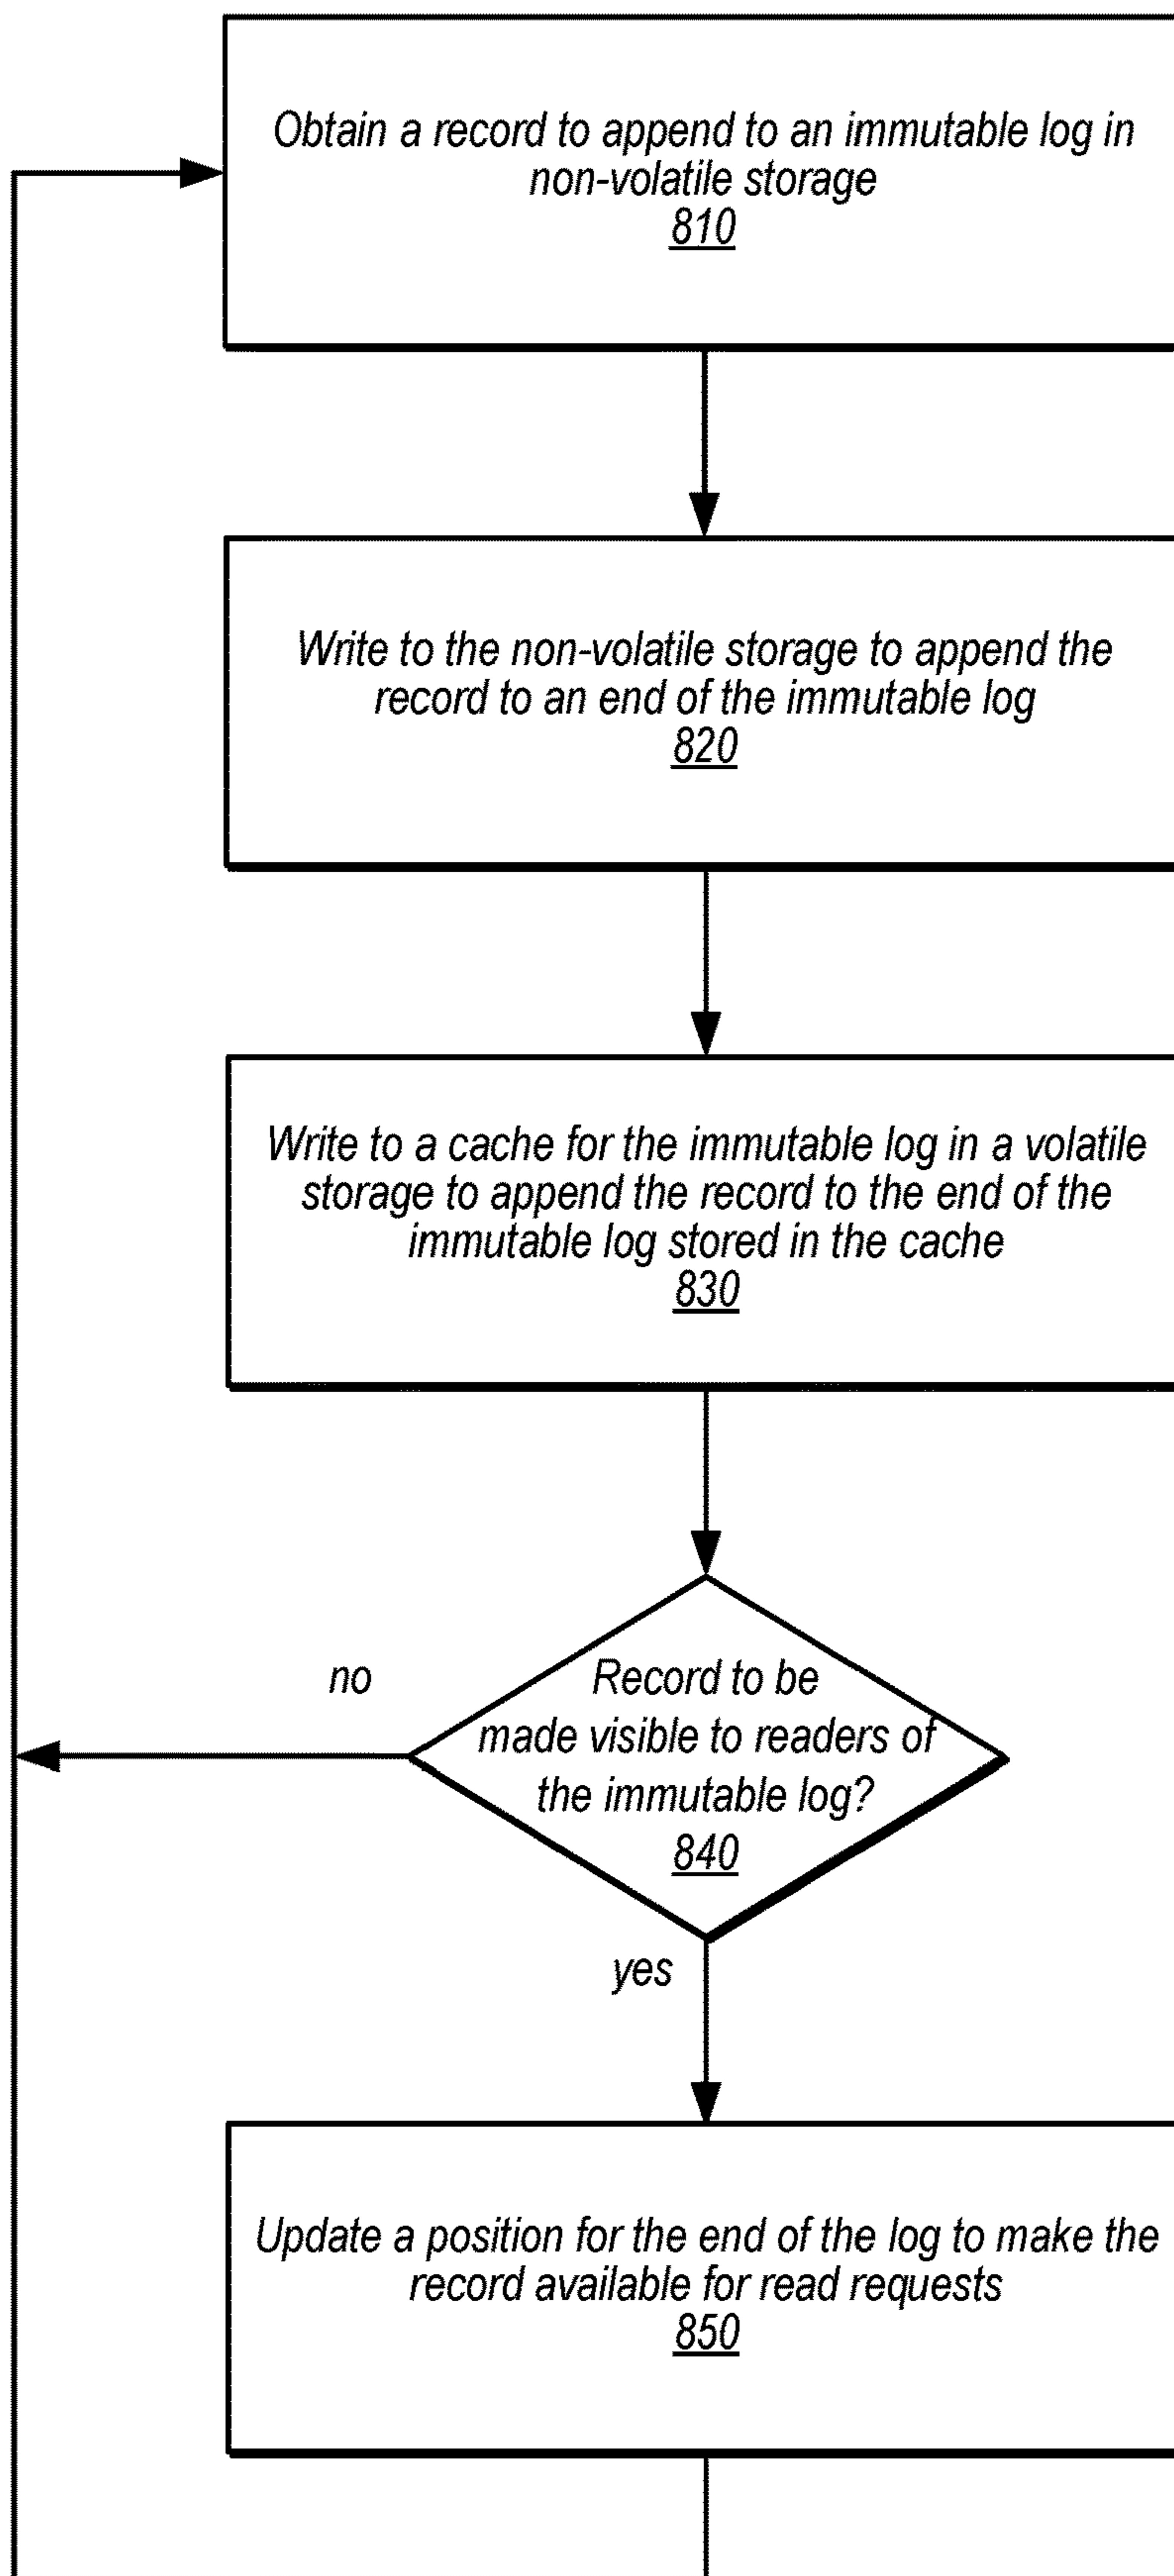 Obtain a record to append to an immutable log in
non-volatile storage
810
Write to the non-volatile storage to append the
record to an end of the immutable log
820
Write to a cache for the immutable log in a volatile
storage to append the record to the end of the
immutable log stored in the cache
830
no
Record to be
made visible to readers of
the immutable log?
840
yes
Update a position for the end of the log to make the
record available for read requests
850